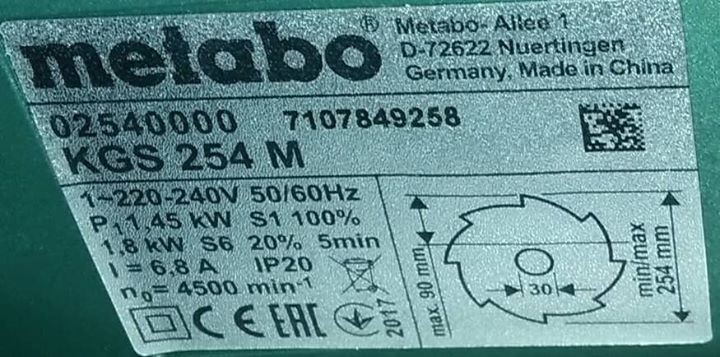 metabo®
Metabo-Allee 1
D-72622 Nuertingen
Germany, Made in China
02540000 7107849258
KGS 254 M
1~220-240V 50/60Hz
P₁ 1,45 kW S1 100%
1,8 kW S6 20% 5min
I = 6,8 A IP20
n₀= 4500 min⁻¹
CE EAC
2017
max. 90 mm
30
min/max
254 mm